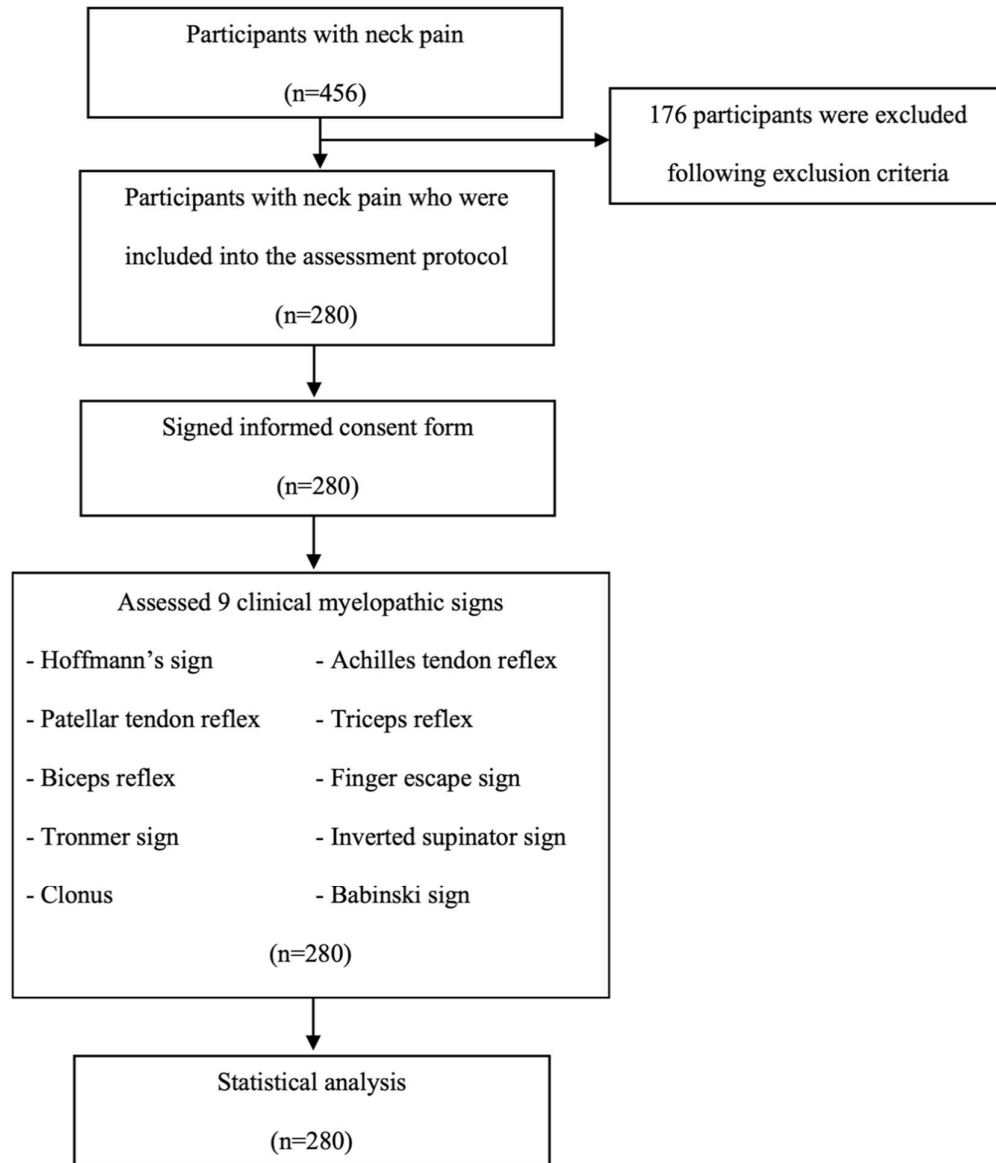 Participants with neck pain
(n=456)
176 participants were excluded
following exclusion criteria
Participants with neck pain who were
included into the assessment protocol
(n=280)
Signed informed consent form
(n=280)
Assessed 9 clinical myelopathic signs
- Hoffmann’s sign - Achilles tendon reflex
- Patellar tendon reflex - Triceps reflex
- Biceps reflex - Finger escape sign
- Tronmer sign - Inverted supinator sign
- Clonus - Babinski sign
(n=280)
Statistical analysis
(n=280)